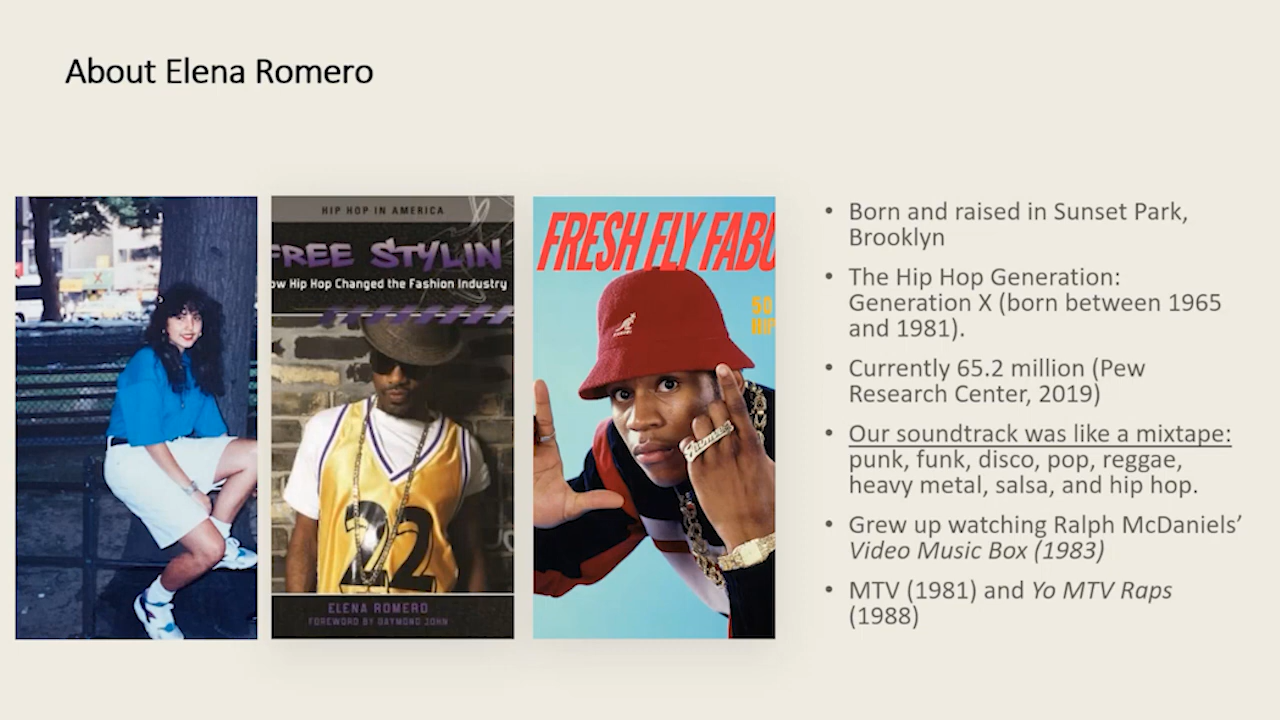 About Elena Romero
HIP HOP IN AMERICA
FREE STYLIN
ow Hip Hop Changed the Fashion Industry
22
ELENA ROMERO
FOREWORD BY DAYMOND JOHN
FRESH FLY FABU
50
HIP
KANGOL
• Born and raised in Sunset Park,
Brooklyn
• The Hip Hop Generation:
Generation X (born between 1965
and 1981).
• Currently 65.2 million (Pew
Research Center, 2019)
• Our soundtrack was like a mixtape:
punk, funk, disco, pop, reggae,
heavy metal, salsa, and hip hop.
• Grew up watching Ralph McDaniels’
Video Music Box (1983)
• MTV (1981) and Yo MTV Raps
(1988)